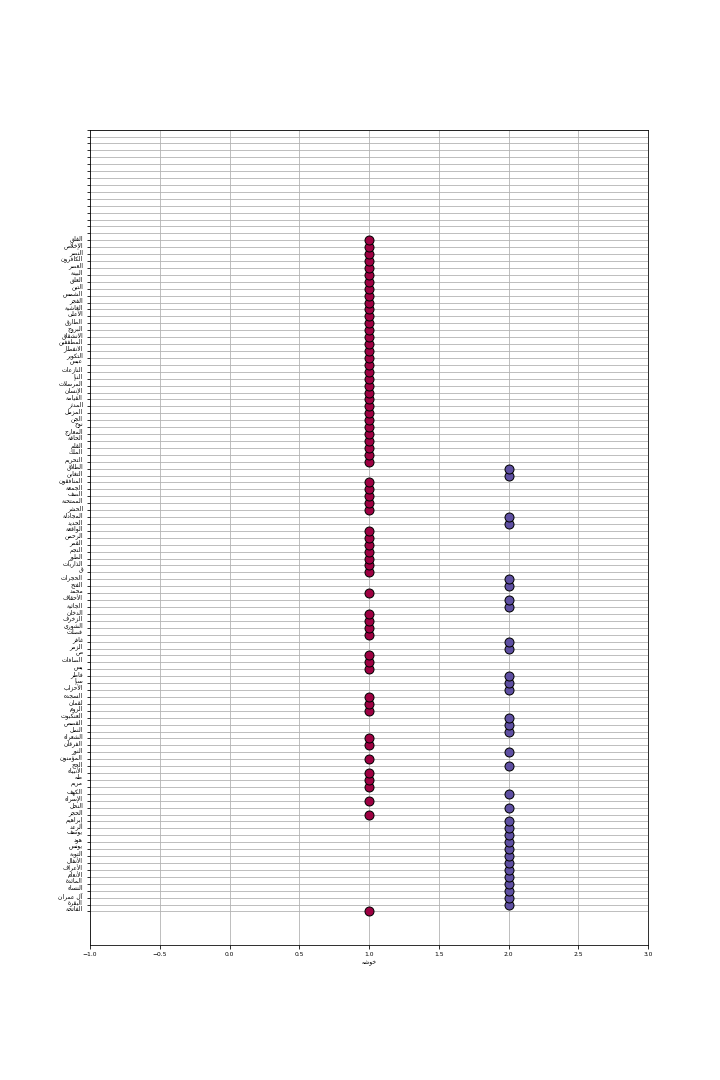 الفلق
الإخلاص
النصر
الكافرون
العصر
البينة
العلق
التين
الشمس
الفجر
الغاشية
الأعلى
الطارق
البروج
الانشقاق
المطففين
الانفطار
التكوير
عبس
النازعات
النبأ
المرسلات
الإنسان
القيامة
المدثر
المزمل
الجن
نوح
المعارج
الحاقة
القلم
الملك
التحريم
الطلاق
التغابن
المنافقون
الجمعة
الصف
الممتحنة
الحشر
المجادلة
الحديد
الواقعة
الرحمن
القمر
النجم
الطور
الذاريات
ق
الحجرات
الفتح
محمد
الأحقاف
الجاثية
الدخان
الزخرف
الشورى
فصلت
غافر
الزمر
ص
الصافات
يس
فاطر
سبأ
الأحزاب
السجدة
لقمان
الروم
العنكبوت
القصص
النمل
الشعراء
الفرقان
النور
المؤمنون
الحج
الأنبياء
طه
مريم
الكهف
الإسراء
النحل
الحجر
إبراهيم
الرعد
يوسف
هود
يونس
التوبة
الأنفال
الأعراف
الأنعام
المائدة
النساء
آل عمران
البقرة
الفاتحة
−1.0 −0.5 0.0 0.5 1.0 1.5 2.0 2.5 3.0
خوشه